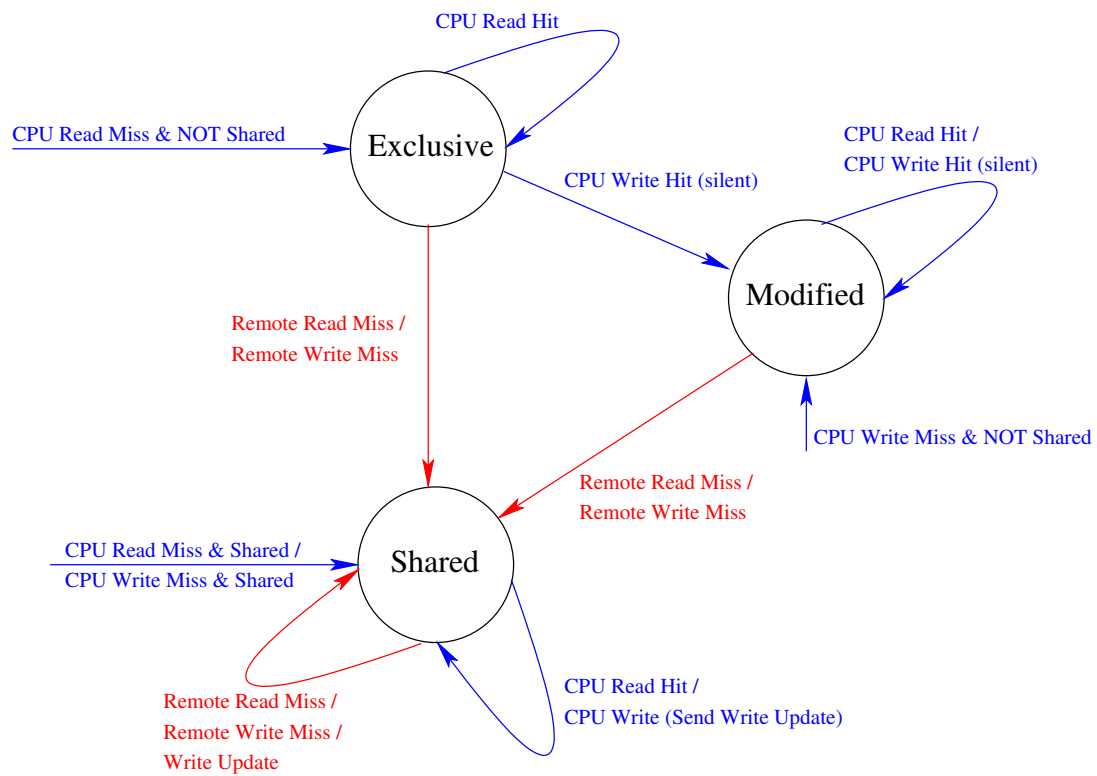 CPU Read Hit
CPU Read Miss & NOT Shared
Exclusive
CPU Read Hit /
CPU Write Hit (silent)
CPU Write Hit (silent)
Modified
Remote Read Miss /
Remote Write Miss
CPU Write Miss & NOT Shared
Remote Read Miss /
Remote Write Miss
CPU Read Miss & Shared /
CPU Write Miss & Shared
Shared
CPU Read Hit /
CPU Write (Send Write Update)
Remote Read Miss /
Remote Write Miss /
Write Update